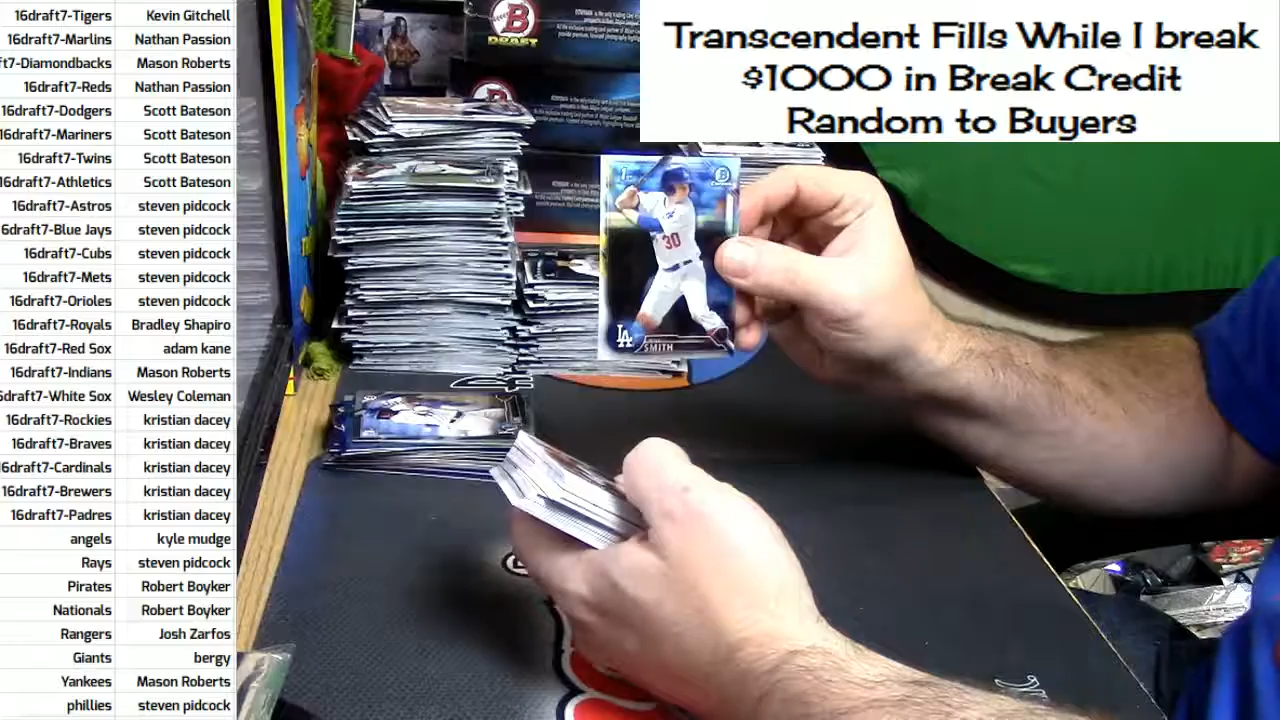 16draft7-Tigers Kevin Gitchell
16draft7-Marlins Nathan Passion
ft7-Diamondbacks Mason Roberts
16draft7-Reds Nathan Passion
16draft7-Dodgers Scott Bateson
16draft7-Mariners Scott Bateson
16draft7-Twins Scott Bateson
16draft7-Athletics Scott Bateson
16draft7-Astros steven pidcock
6draft7-Blue Jays steven pidcock
16draft7-Cubs steven pidcock
16draft7-Mets steven pidcock
16draft7-Orioles steven pidcock
16draft7-Royals Bradley Shapiro
16draft7-Red Sox adam kane
16draft7-Indians Mason Roberts
6draft7-White Sox Wesley Coleman
16draft7-Rockies kristian dacey
16draft7-Braves kristian dacey
16draft7-Cardinals kristian dacey
16draft7-Brewers kristian dacey
16draft7-Padres kristian dacey
angels kyle mudge
Rays steven pidcock
Pirates Robert Boyker
Nationals Robert Boyker
Rangers Josh Zarfos
Giants bergy
Yankees Mason Roberts
phillies steven pidcock
Transcendent Fills While I break
$1000 in Break Credit
Random to Buyers
B
DRAFT
1st
B
30
LA
SMITH